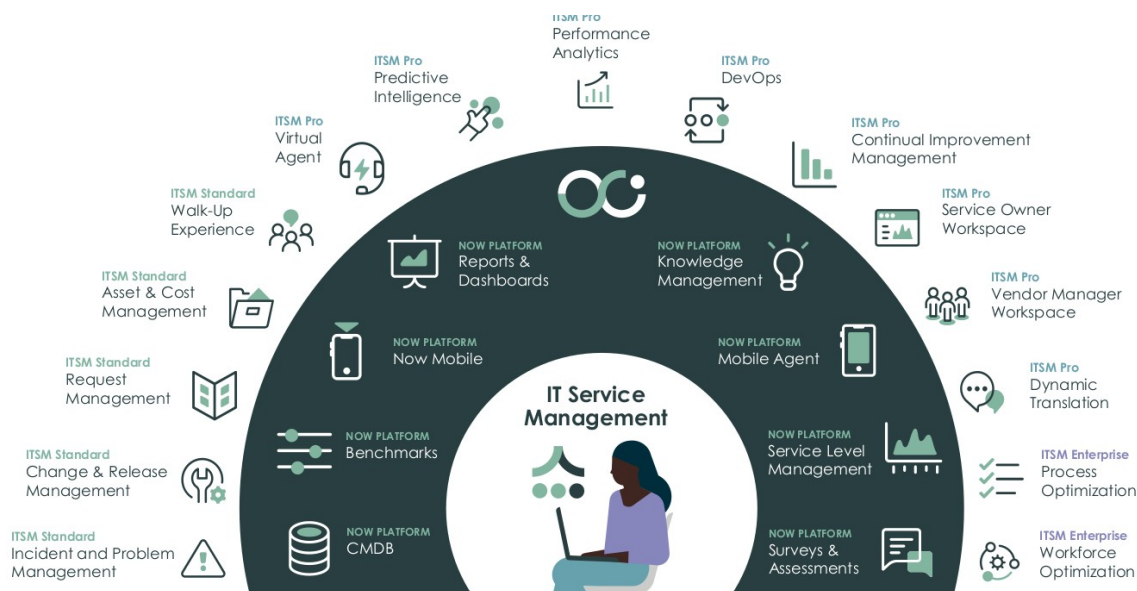 ITSM Pro
Performance
Analytics
ITSM Pro
Predictive
Intelligence
ITSM Pro
DevOps
ITSM Pro
Virtual
Agent
ITSM Pro
Continual Improvement
Management
ITSM Standard
Walk-Up
Experience
ITSM Pro
Service Owner
Workspace
NOW PLATFORM
Reports &
Dashboards
NOW PLATFORM
Knowledge
Management
ITSM Standard
Asset & Cost
Management
ITSM Pro
Vendor Manager
Workspace
NOW PLATFORM
Now Mobile
NOW PLATFORM
Mobile Agent
ITSM Standard
Request
Management
ITSM Pro
Dynamic
Translation
IT Service
Management
NOW PLATFORM
Benchmarks
NOW PLATFORM
Service Level
Management
ITSM Standard
Change & Release
Management
ITSM Enterprise
Process
Optimization
NOW PLATFORM
CMDB
NOW PLATFORM
Surveys &
Assessments
ITSM Standard
Incident and Problem
Management
ITSM Enterprise
Workforce
Optimization